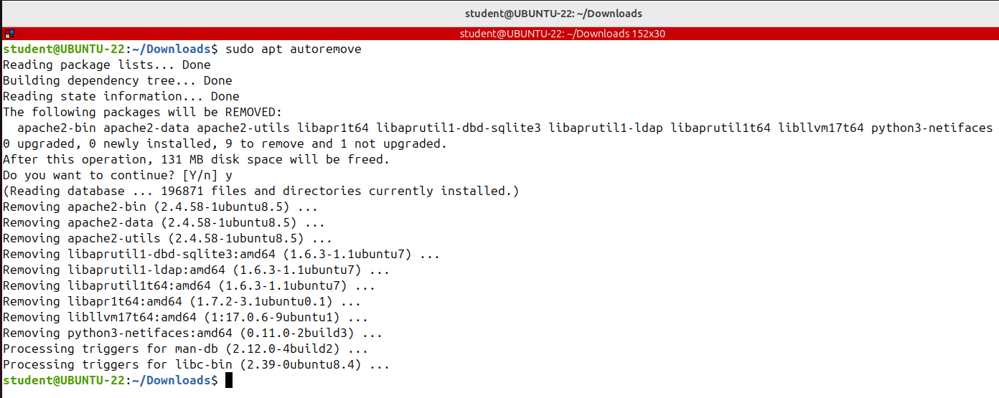 student@UBUNTU-22: ~/Downloads
student@UBUNTU-22: ~/Downloads 152x30
student@UBUNTU-22:~/Downloads$ sudo apt autoremove
Reading package lists... Done
Building dependency tree... Done
Reading state information... Done
The following packages will be REMOVED:
  apache2-bin apache2-data apache2-utils libapr1t64 libaprutil1-dbd-sqlite3 libaprutil1-ldap libaprutil1t64 libllvm17t64 python3-netifaces
0 upgraded, 0 newly installed, 9 to remove and 1 not upgraded.
After this operation, 131 MB disk space will be freed.
Do you want to continue? [Y/n] y
(Reading database ... 196871 files and directories currently installed.)
Removing apache2-bin (2.4.58-1ubuntu8.5) ...
Removing apache2-data (2.4.58-1ubuntu8.5) ...
Removing apache2-utils (2.4.58-1ubuntu8.5) ...
Removing libaprutil1-dbd-sqlite3:amd64 (1.6.3-1.1ubuntu7) ...
Removing libaprutil1-ldap:amd64 (1.6.3-1.1ubuntu7) ...
Removing libaprutil1t64:amd64 (1.6.3-1.1ubuntu7) ...
Removing libapr1t64:amd64 (1.7.2-3.1ubuntu0.1) ...
Removing libllvm17t64:amd64 (1:17.0.6-9ubuntu1) ...
Removing python3-netifaces:amd64 (0.11.0-2build3) ...
Processing triggers for man-db (2.12.0-4build2) ...
Processing triggers for libc-bin (2.39-0ubuntu8.4) ...
student@UBUNTU-22:~/Downloads$